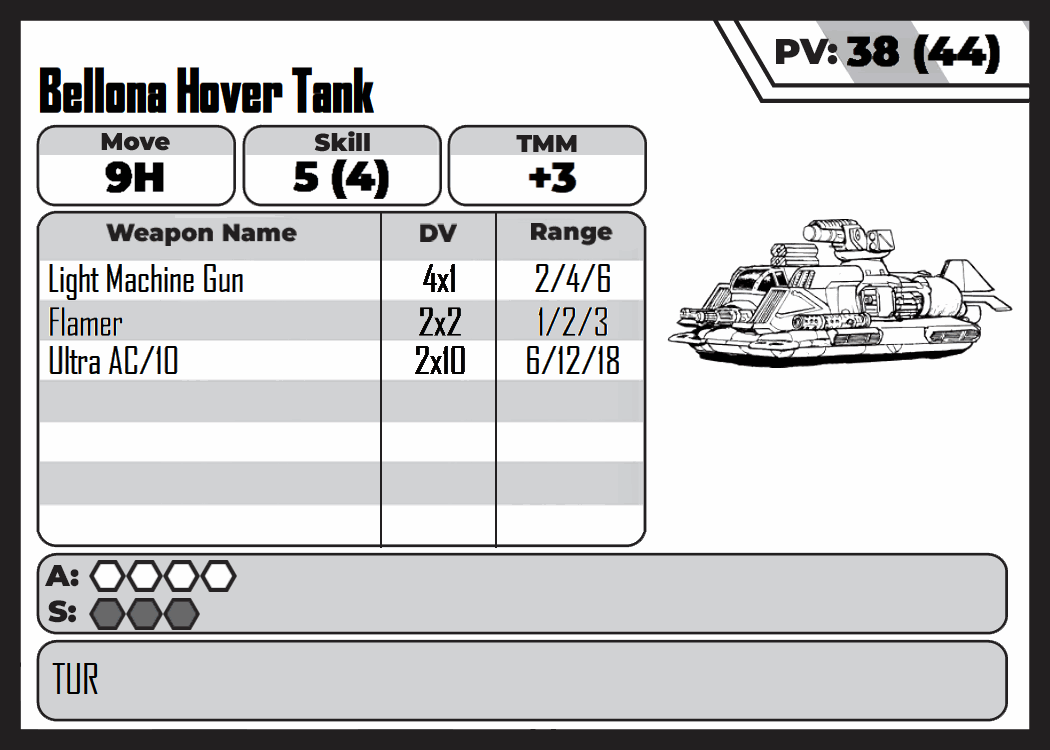 PV: 38 (44)
Bellona Hover Tank
Move Skill TMM
9H 5 (4) +3
Weapon Name DV Range
Light Machine Gun 4x1 2/4/6
Flamer 2x2 1/2/3
Ultra AC/10 2x10 6/12/18
A:
S:
TUR